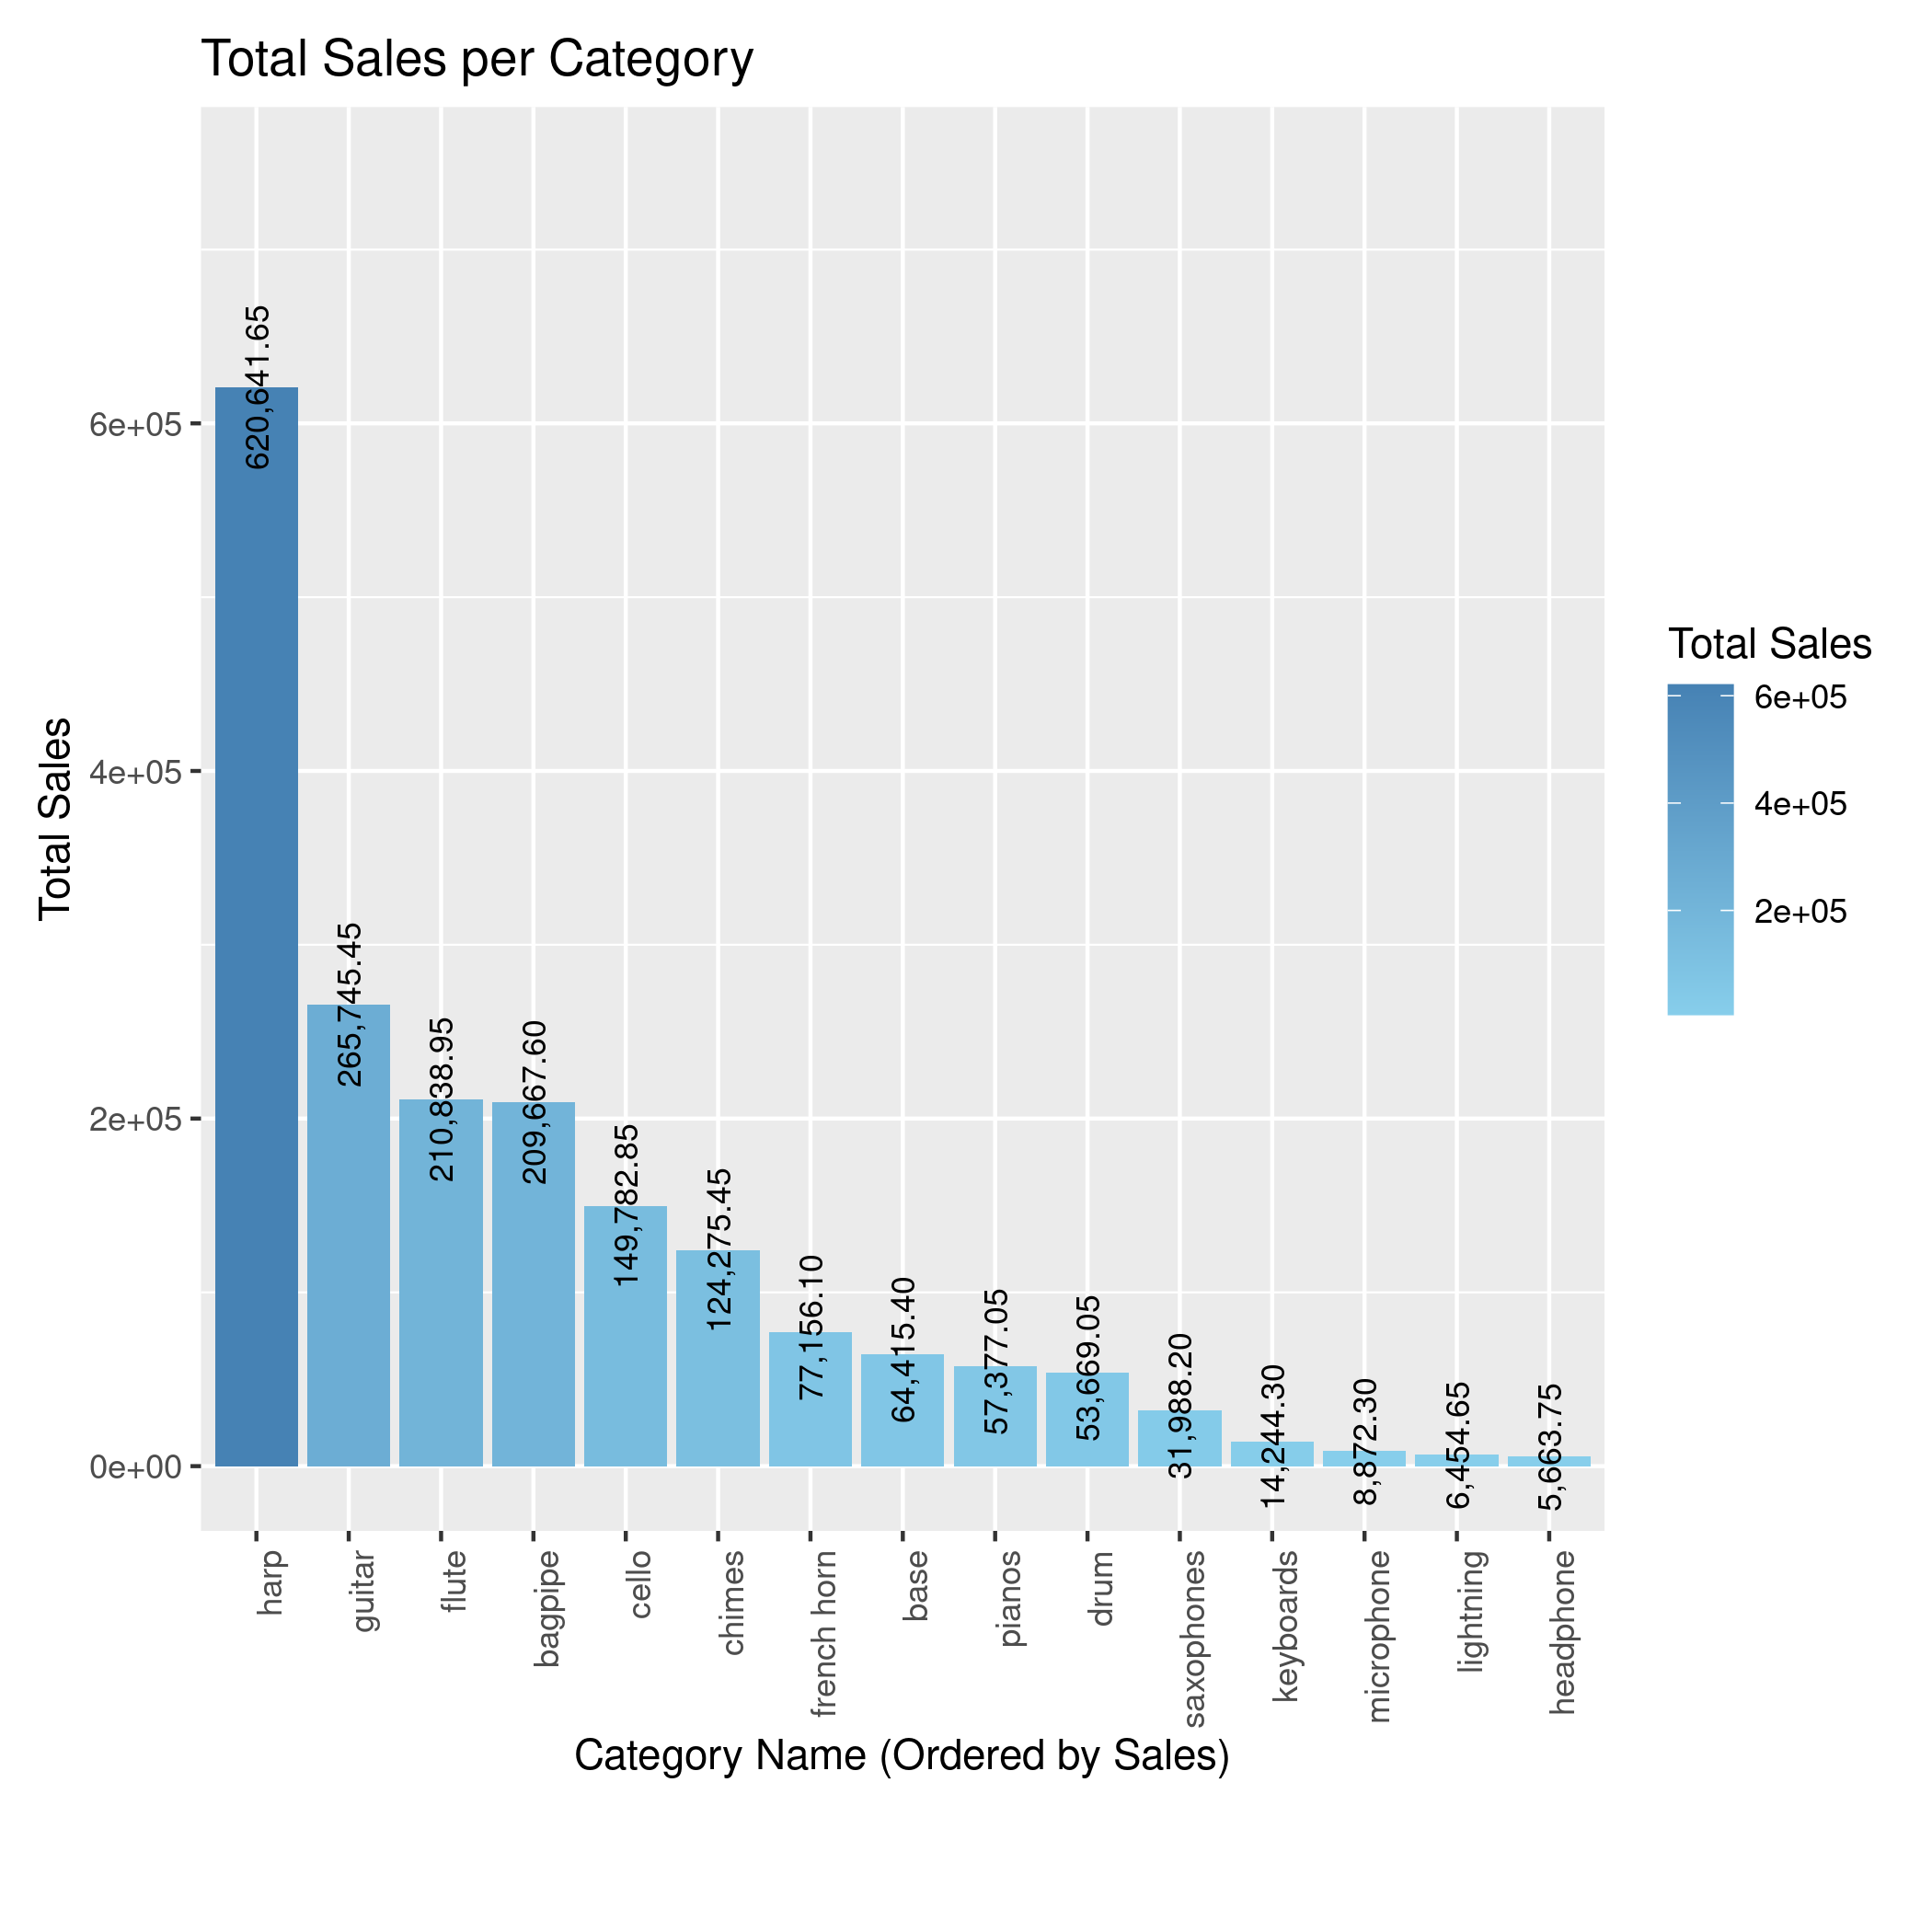 Total Sales per Category
Total Sales
6e+05
4e+05
2e+05
0e+00
620,641.65
265,745.45
210,838.95
209,667.60
149,782.85
124,275.45
77,156.10
64,415.40
57,377.05
53,669.05
31,988.20
14,244.30
8,872.30
6,454.65
5,663.75
harp
guitar
flute
bagpipe
cello
chimes
french horn
base
pianos
drum
saxophones
keyboards
microphone
lightning
headphone
Category Name (Ordered by Sales)
Total Sales
6e+05
4e+05
2e+05